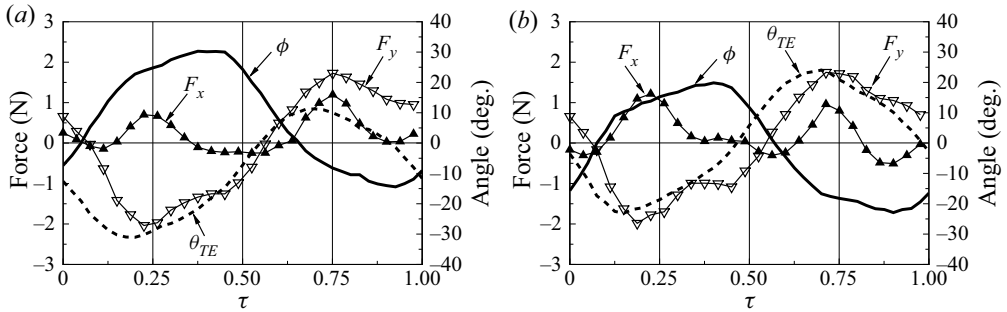 (a)
3
2
1
0
−1
−2
−3
Force (N)
40
30
20
10
0
−10
−20
−30
−40
Angle (deg.)
0
0.25
0.50
0.75
1.00
τ
F_x
ϕ
F_y
θ_TE
(b)
3
2
1
0
−1
−2
−3
Force (N)
40
30
20
10
0
−10
−20
−30
−40
Angle (deg.)
0
0.25
0.50
0.75
1.00
τ
F_x
ϕ
θ_TE
F_y